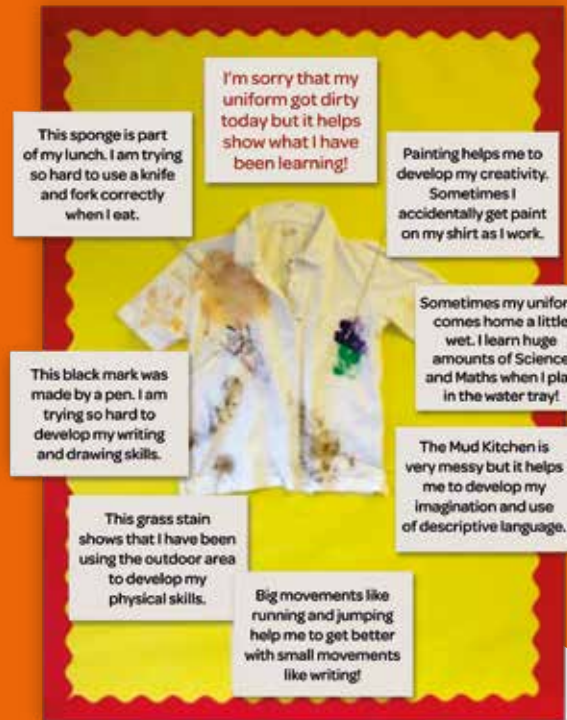 I'm sorry that my
uniform got dirty
today but it helps
show what I have
been learning!
This sponge is part
of my lunch. I am trying
so hard to use a knife
and fork correctly
when I eat.
Painting helps me to
develop my creativity.
Sometimes I
accidentally get paint
on my shirt as I work.
Sometimes my
comes home a little
wet. I learn huge
amounts of Science
and Maths when I
in the water tray!
This black mark was
made by a pen. I am
trying so hard to
develop my writing
and drawing skills.
The Mud Kitchen is
very messy but it helps
me to develop my
imagination and use
of descriptive language.
This grass stain
shows that I have been
using the outdoor area
to develop my
physical skills.
Big movements like
running and jumping
help me to get better
with small movements
like writing!